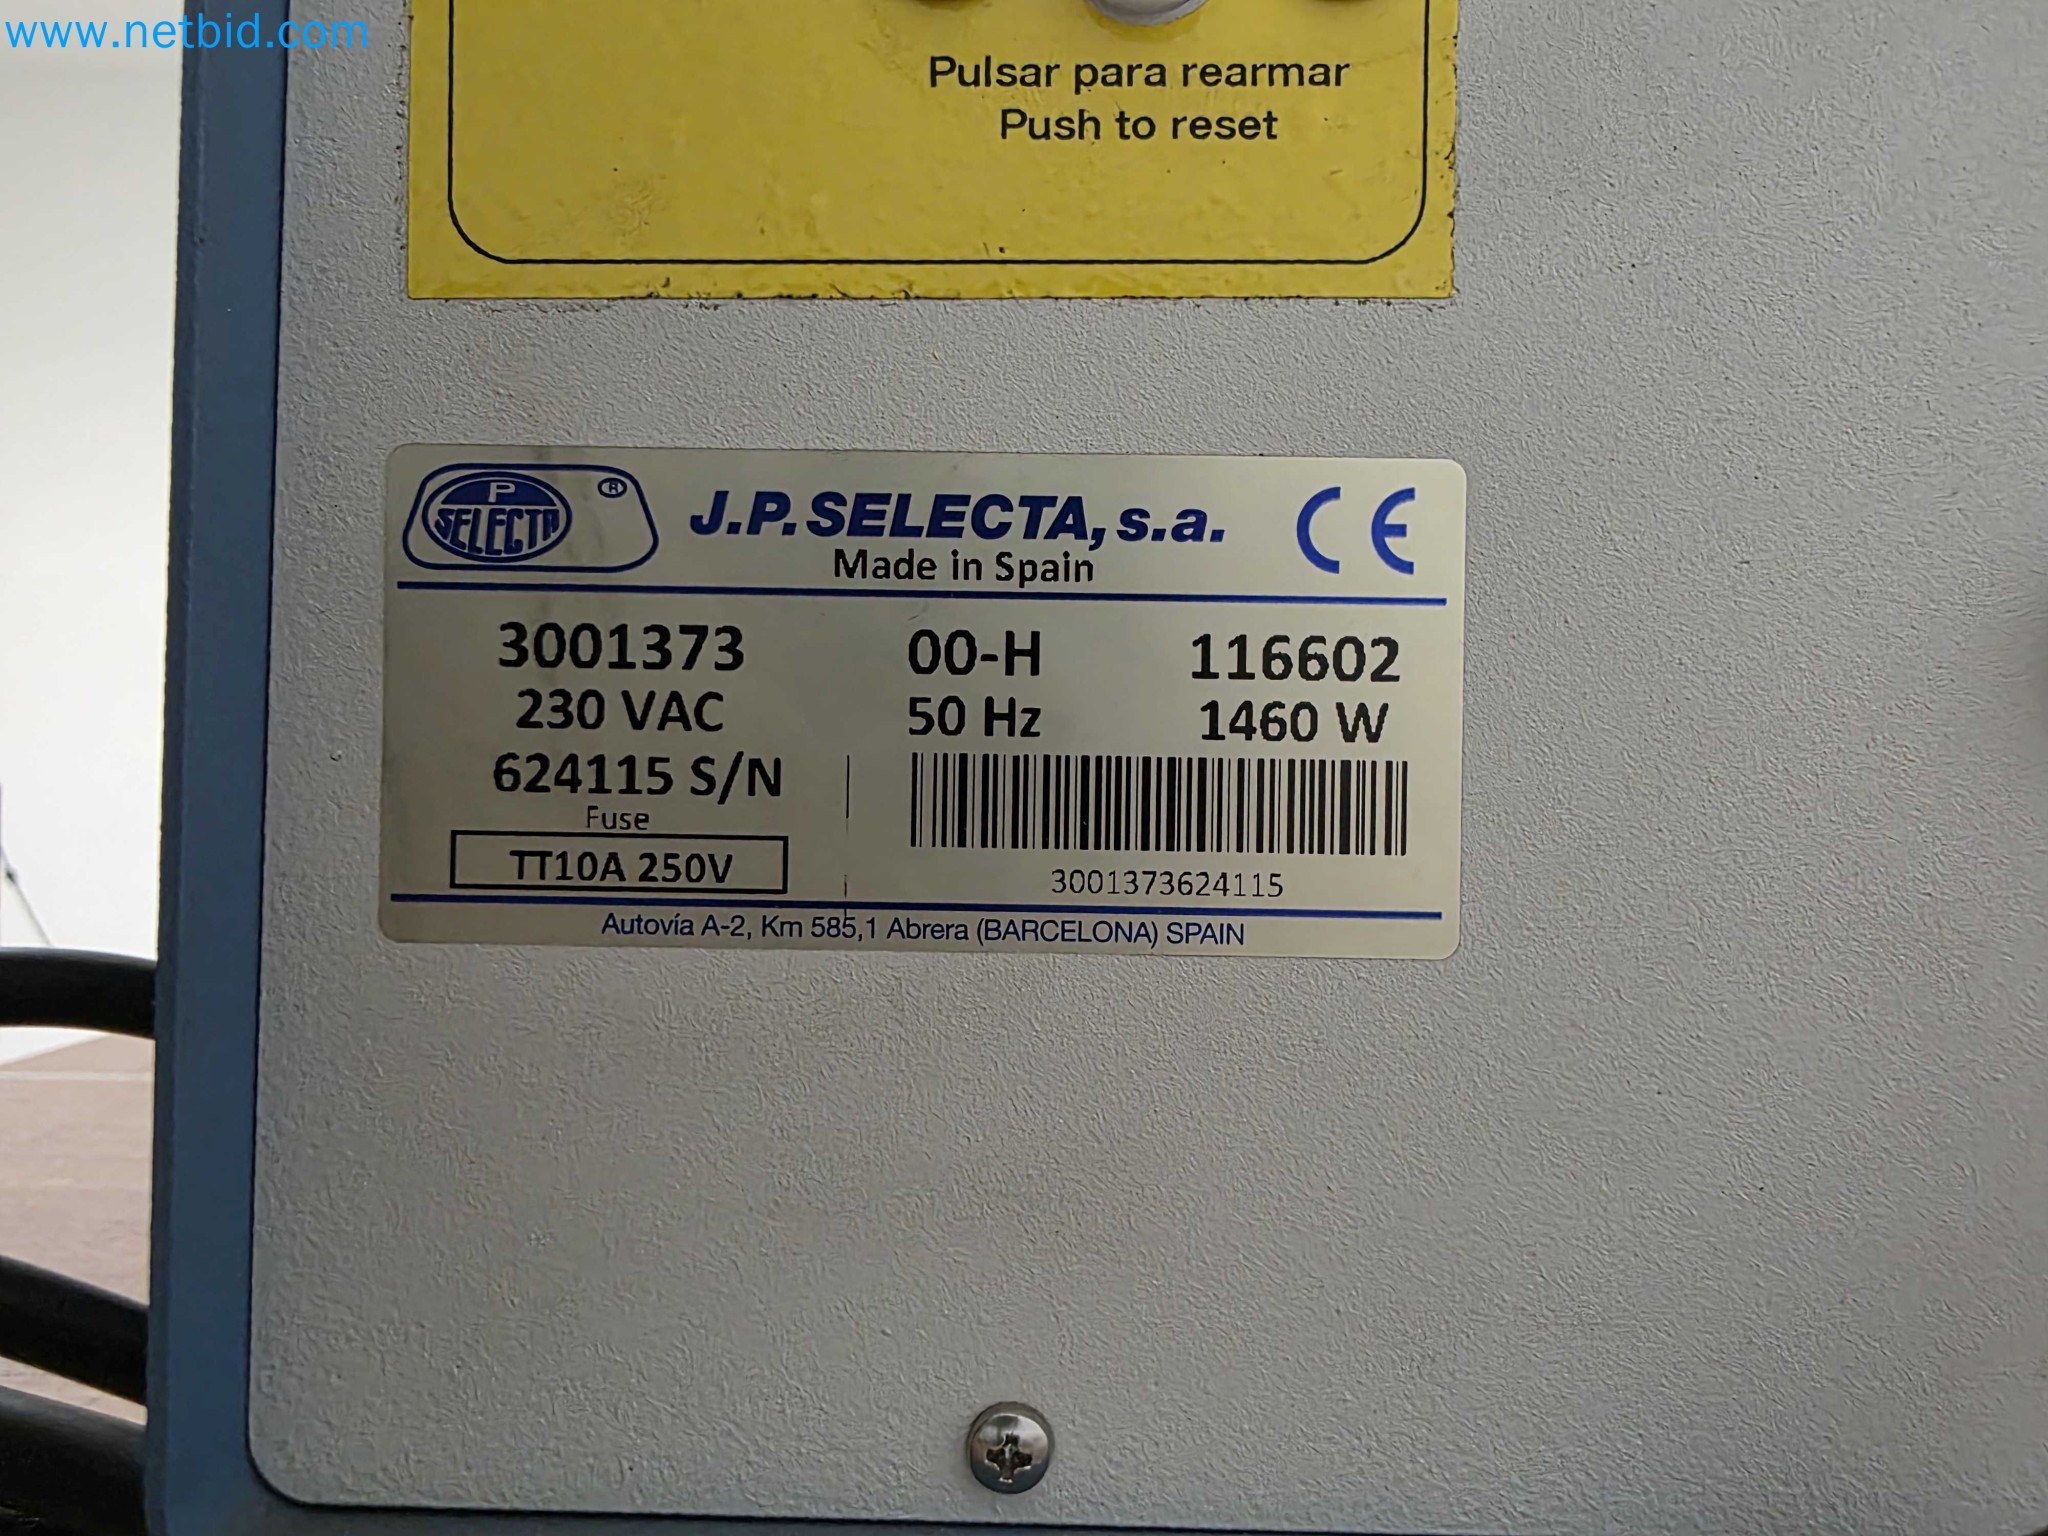 www.netbid.com
Pulsar para rearmar
Push to reset
P
SELECTA
®
J.P. SELECTA, s.a.
Made in Spain
CE
3001373 00-H 116602
230 VAC 50 Hz 1460 W
624115 S/N
Fuse
TT10A 250V
3001373624115
Autovía A-2, Km 585,1 Abrera (BARCELONA) SPAIN